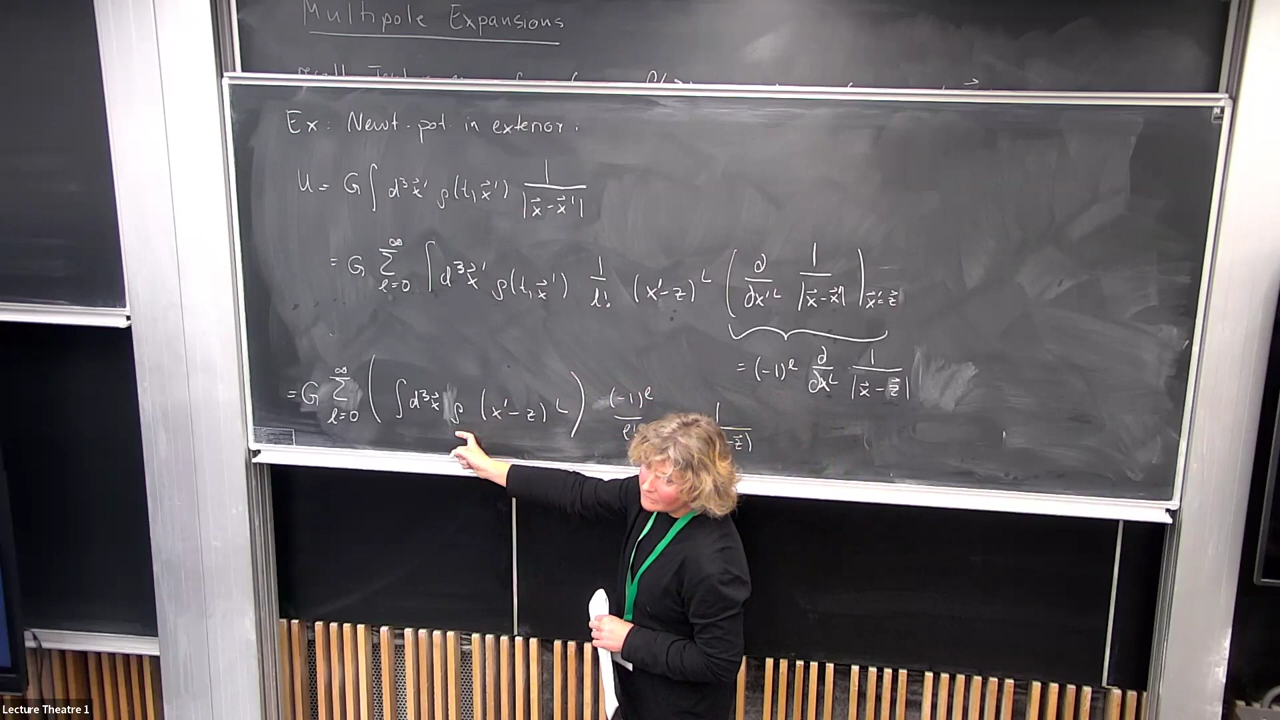 Multipole Expansions
Ex: Newt. pot in exterior:
U = G ∫ d³x⃗' ρ(t,x⃗') 1/|x⃗-x⃗'|
= G Σ_{ℓ=0}^∞ ∫ d³x⃗' ρ(t,x⃗') 1/ℓ! (x'-z)^L (∂/∂x'^L 1/|x⃗-x⃗'|)_{x⃗'=z⃗}
= (-1)^ℓ ∂/∂x^L 1/|x⃗-z⃗|
= G Σ_{ℓ=0}^∞ (∫ d³x⃗ ρ (x'-z)^L) (-1)^ℓ/ℓ! 1/-z⃗|
Lecture Theatre 1